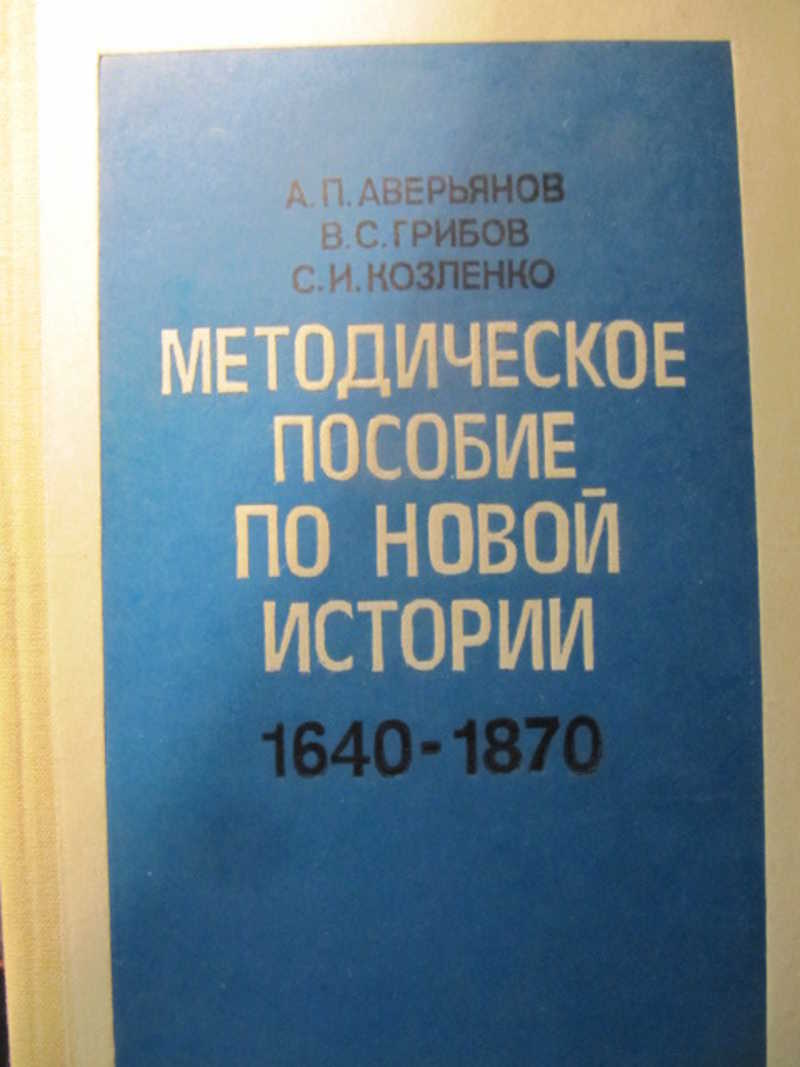 А.П.АВЕРЬЯНОВ
В.С.ГРИБОВ
С.И.КОЗЛЕНКО
МЕТОДИЧЕСКОЕ
ПОСОБИЕ
ПО НОВОЙ
ИСТОРИИ
1640-1870